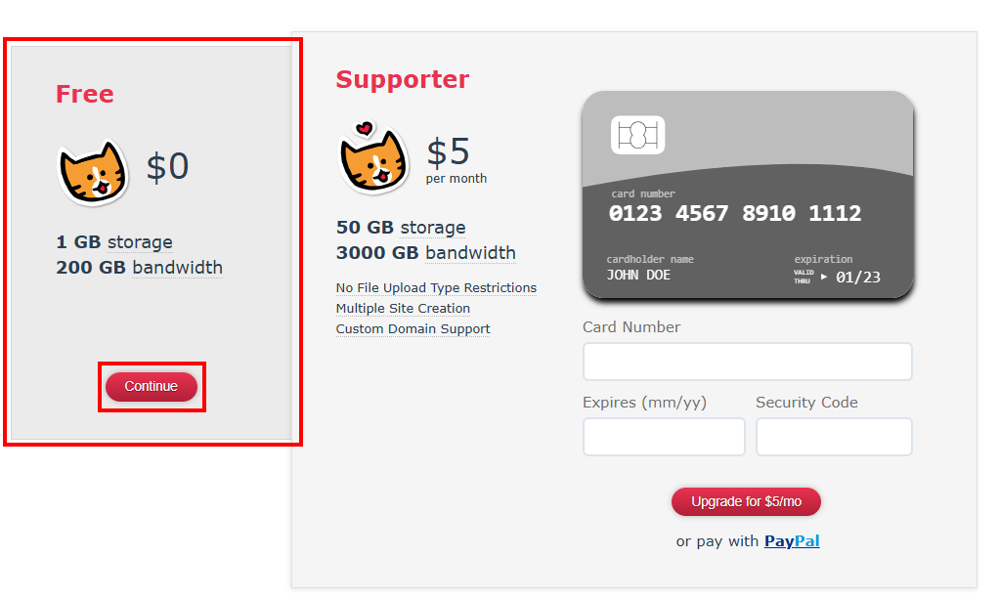 Free
$0
1 GB storage
200 GB bandwidth
Continue
Supporter
$5
per month
50 GB storage
3000 GB bandwidth
No File Upload Type Restrictions
Multiple Site Creation
Custom Domain Support
card number
0123 4567 8910 1112
cardholder name
JOHN DOE
expiration
VALID
THRU
01/23
Card Number
Expires (mm/yy)
Security Code
Upgrade for $5/mo
or pay with PayPal